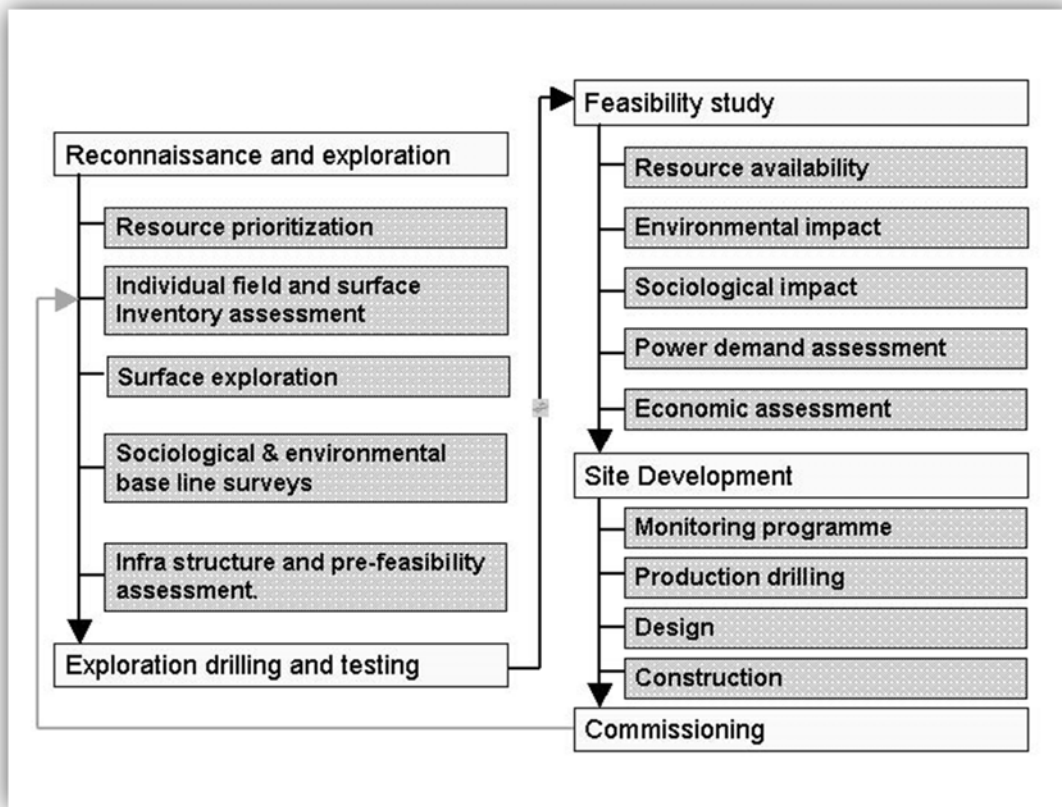 Reconnaissance and exploration
Resource prioritization
Individual field and surface
Inventory assessment
Surface exploration
Sociological & environmental
base line surveys
Infra structure and pre-feasibility
assessment.
Exploration drilling and testing
Feasibility study
Resource availability
Environmental impact
Sociological impact
Power demand assessment
Economic assessment
Site Development
Monitoring programme
Production drilling
Design
Construction
Commissioning